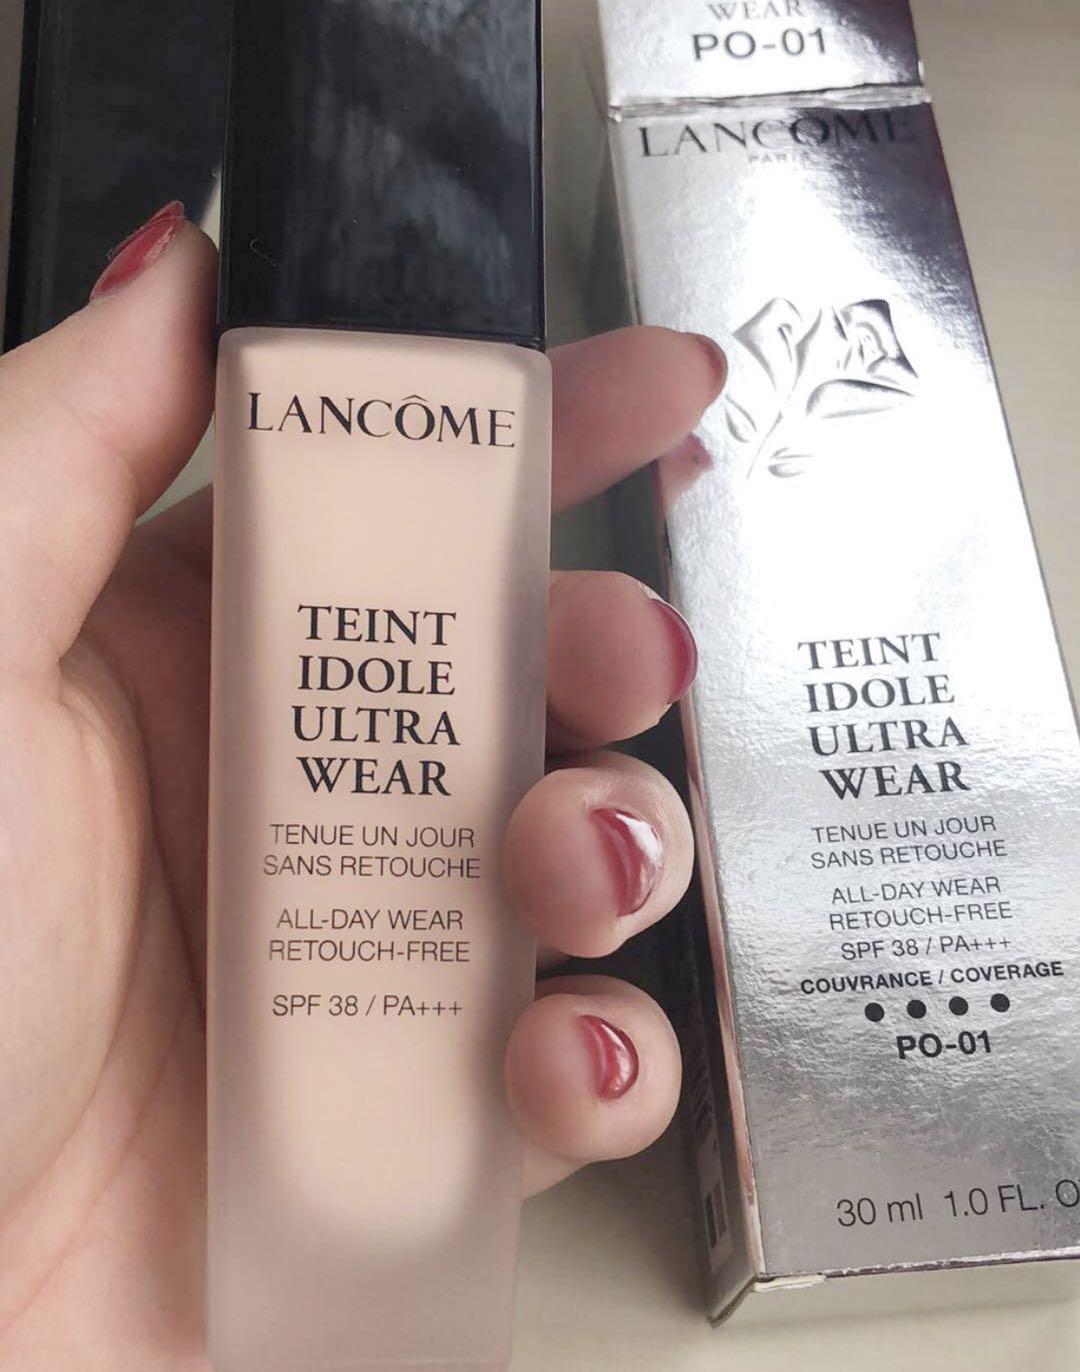 LANCÔME
TEINT
IDOLE
ULTRA
WEAR
TENUE UN JOUR
SANS RETOUCHE
ALL-DAY WEAR
RETOUCH-FREE
SPF 38 / PA+++
WEAR
PO-01
LANCÔME
PARIS
TEINT
IDOLE
ULTRA
WEAR
TENUE UN JOUR
SANS RETOUCHE
ALL-DAY WEAR
RETOUCH-FREE
SPF 38 / PA+++
COUVRANCE / COVERAGE
PO-01
30 ml 1.0 FL. O